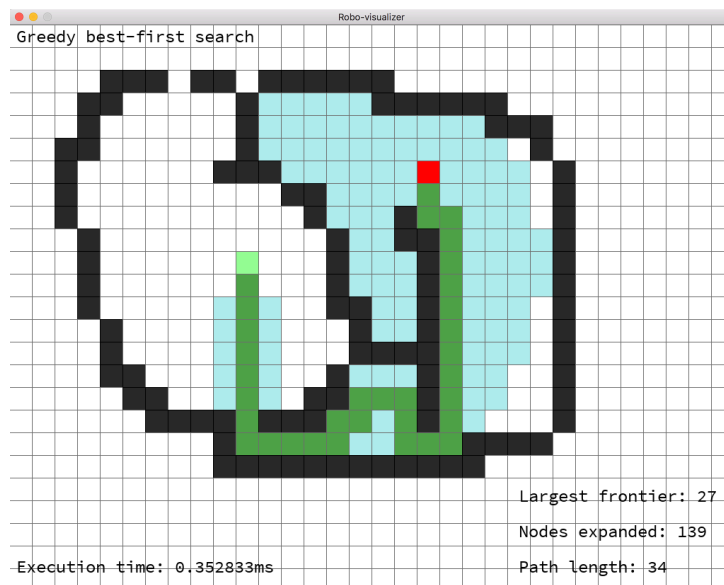 Robo-visualizer
Greedy best-first search
Largest frontier: 27
Nodes expanded: 139
Execution time: 0.352833ms
Path length: 34